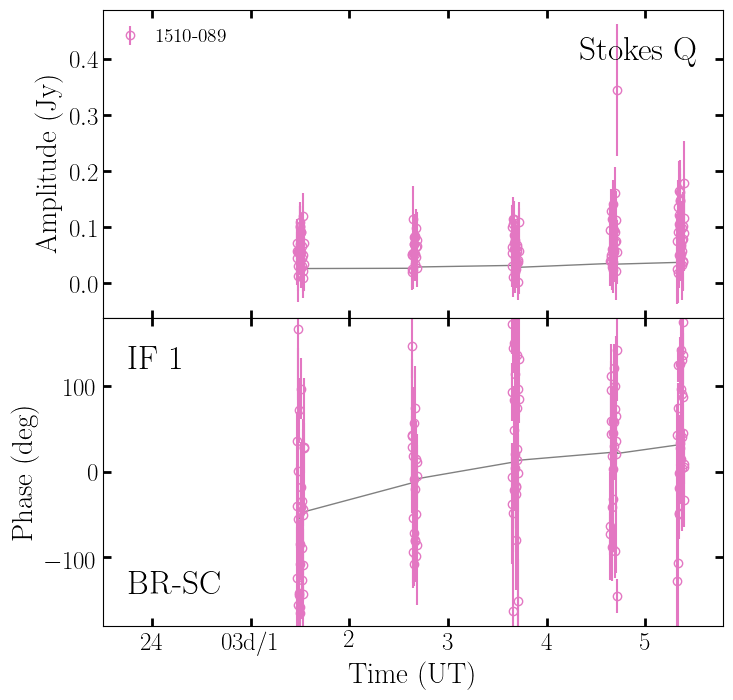 1510-089
Stokes Q
Amplitude (Jy)
0.4
0.3
0.2
0.1
0.0
IF 1
BR-SC
Phase (deg)
100
0
−100
24
03d/1
2
3
4
5
Time (UT)